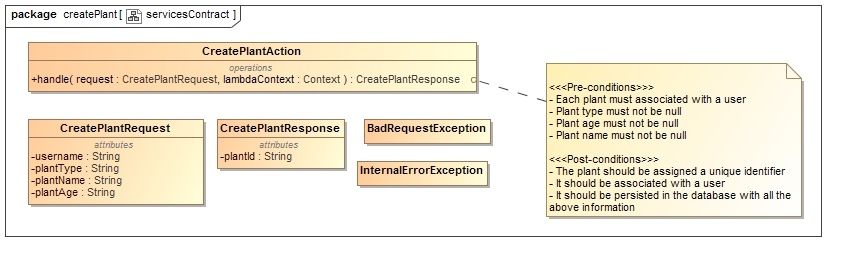 package createPlant [ servicesContract ]
CreatePlantAction
operations
+handle( request : CreatePlantRequest, lambdaContext : Context ) : CreatePlantResponse
<<<Pre-conditions>>>
- Each plant must associated with a user
- Plant type must not be null
- Plant age must not be null
- Plant name must not be null
<<<Post-conditions>>>
- The plant should be assigned a unique identifier
- It should be associated with a user
- It should be persisted in the database with all the
above information
CreatePlantRequest
attributes
-username : String
-plantType : String
-plantName : String
-plantAge : String
CreatePlantResponse
attributes
-plantId : String
BadRequestException
InternalErrorException